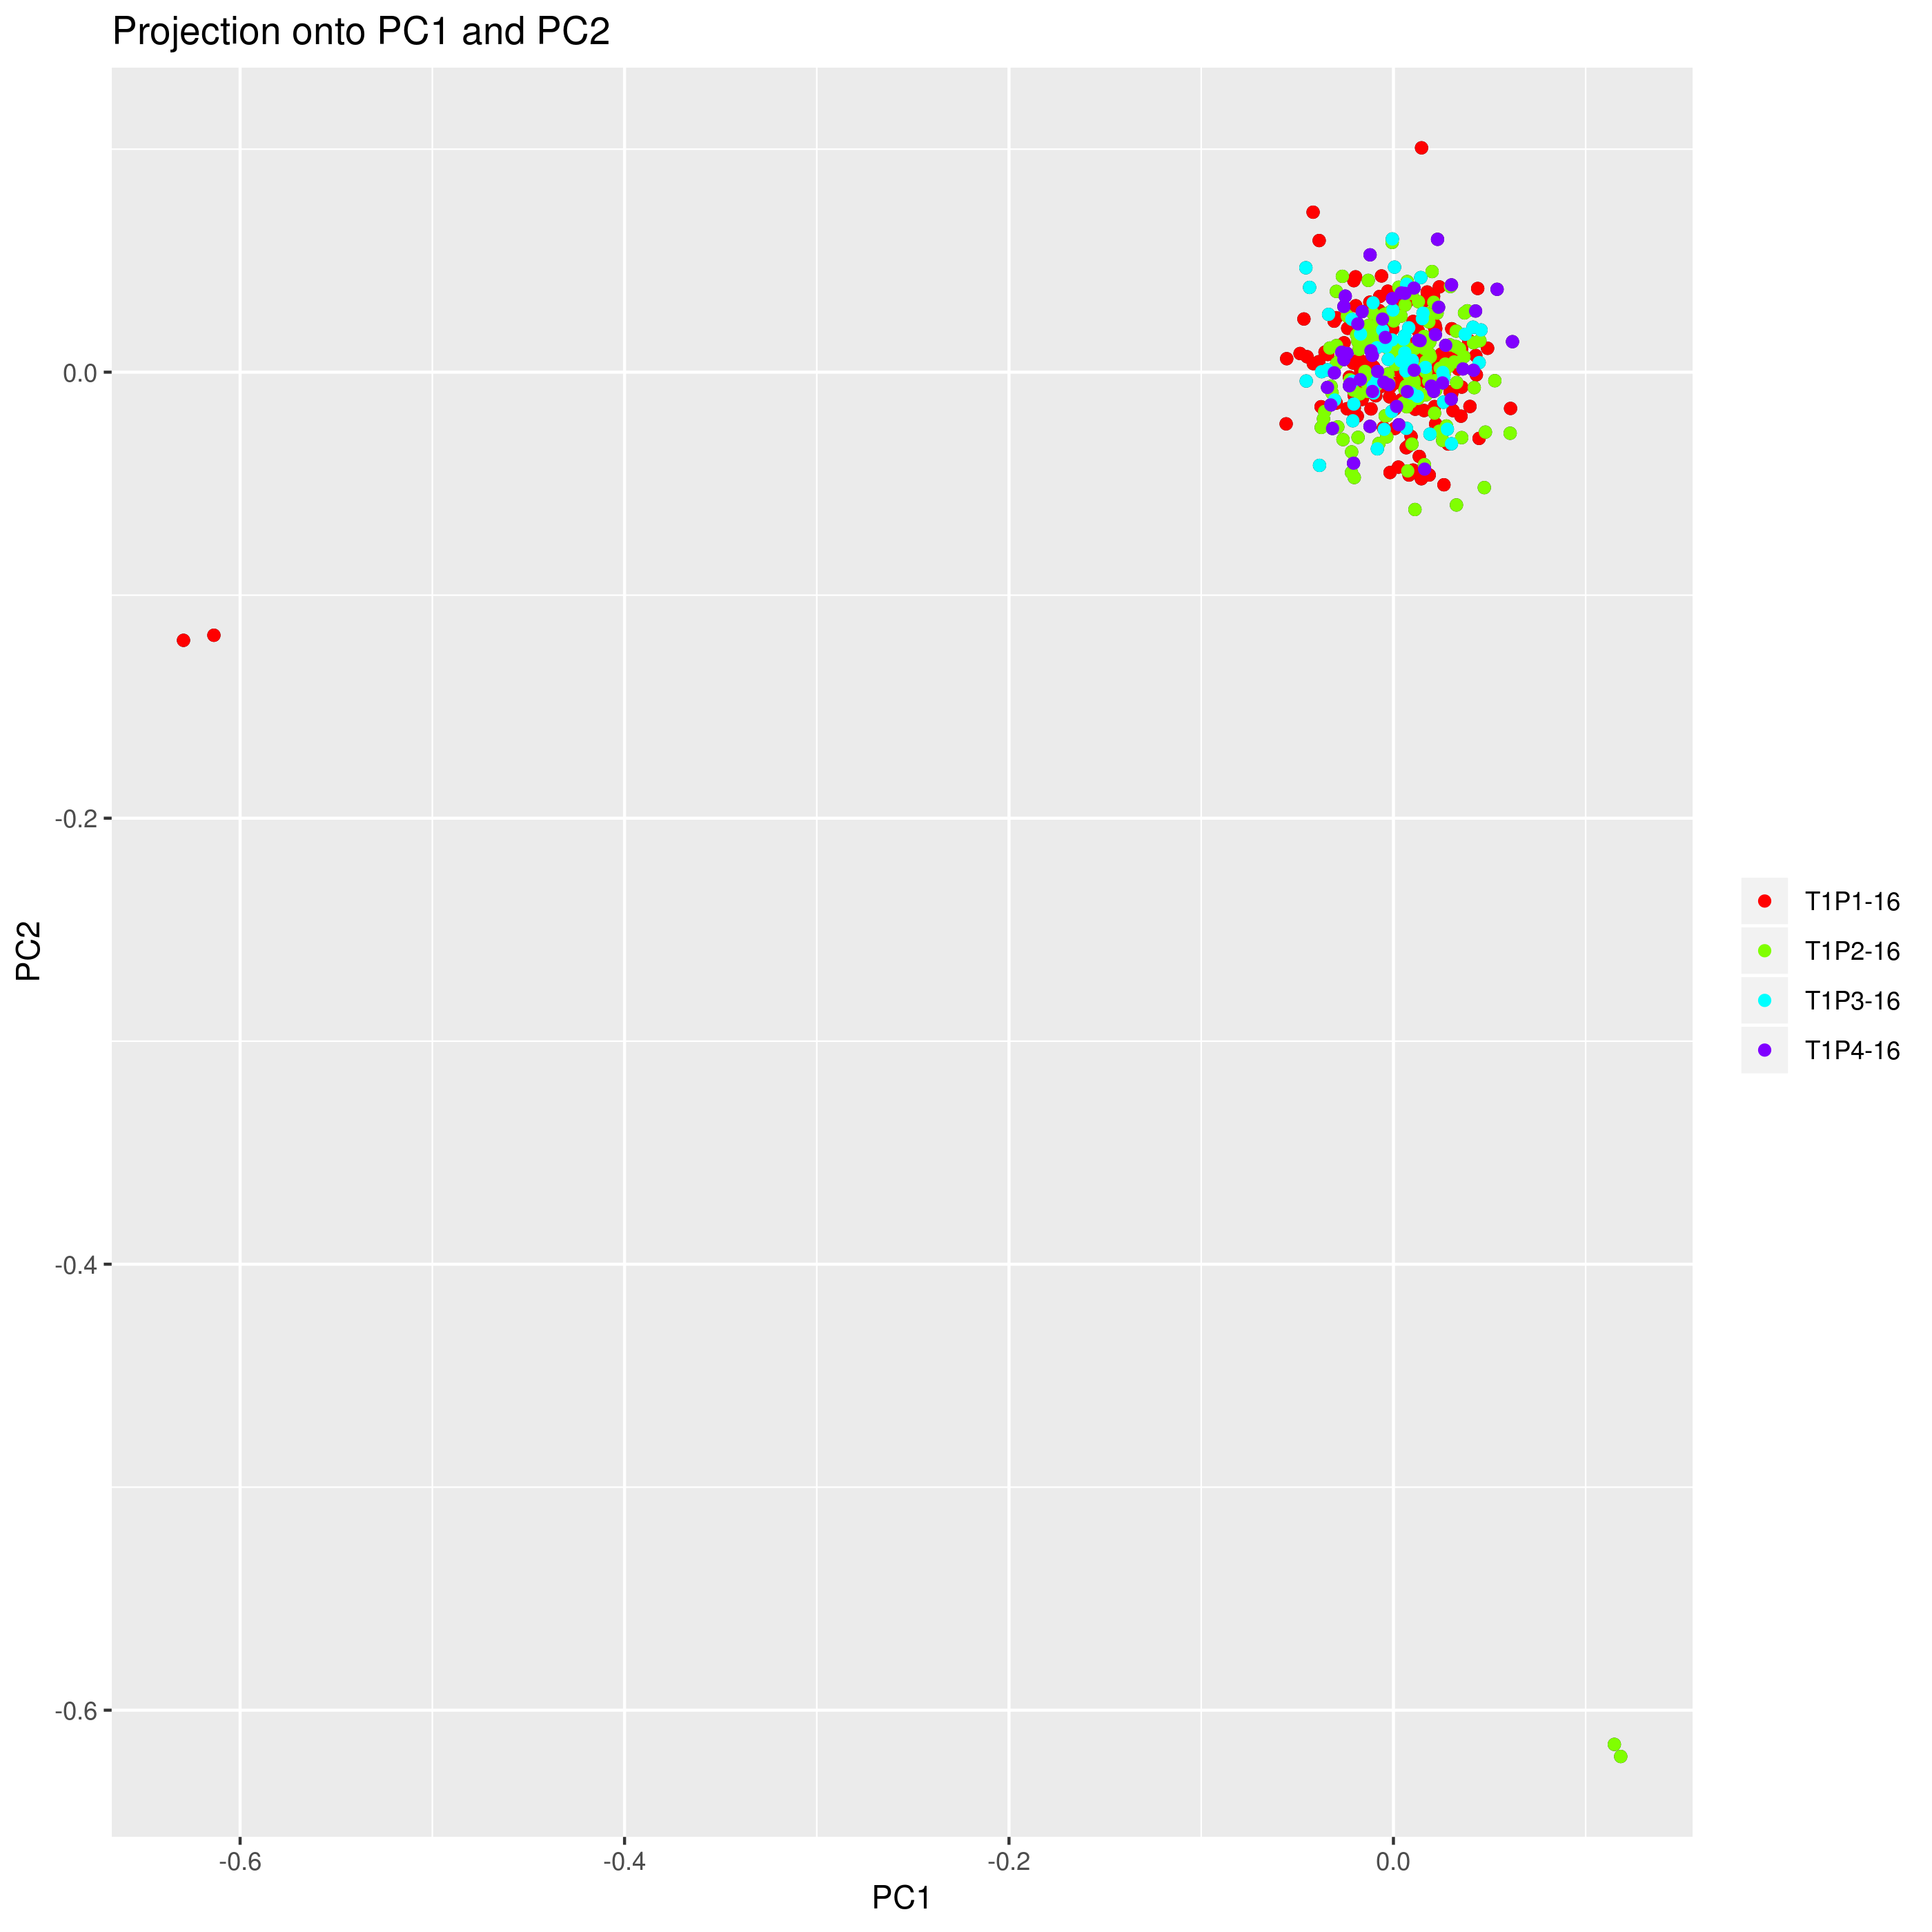 Projection onto PC1 and PC2
0.0
-0.2
-0.4
-0.6
PC2
-0.6
-0.4
-0.2
0.0
PC1
T1P1-16
T1P2-16
T1P3-16
T1P4-16